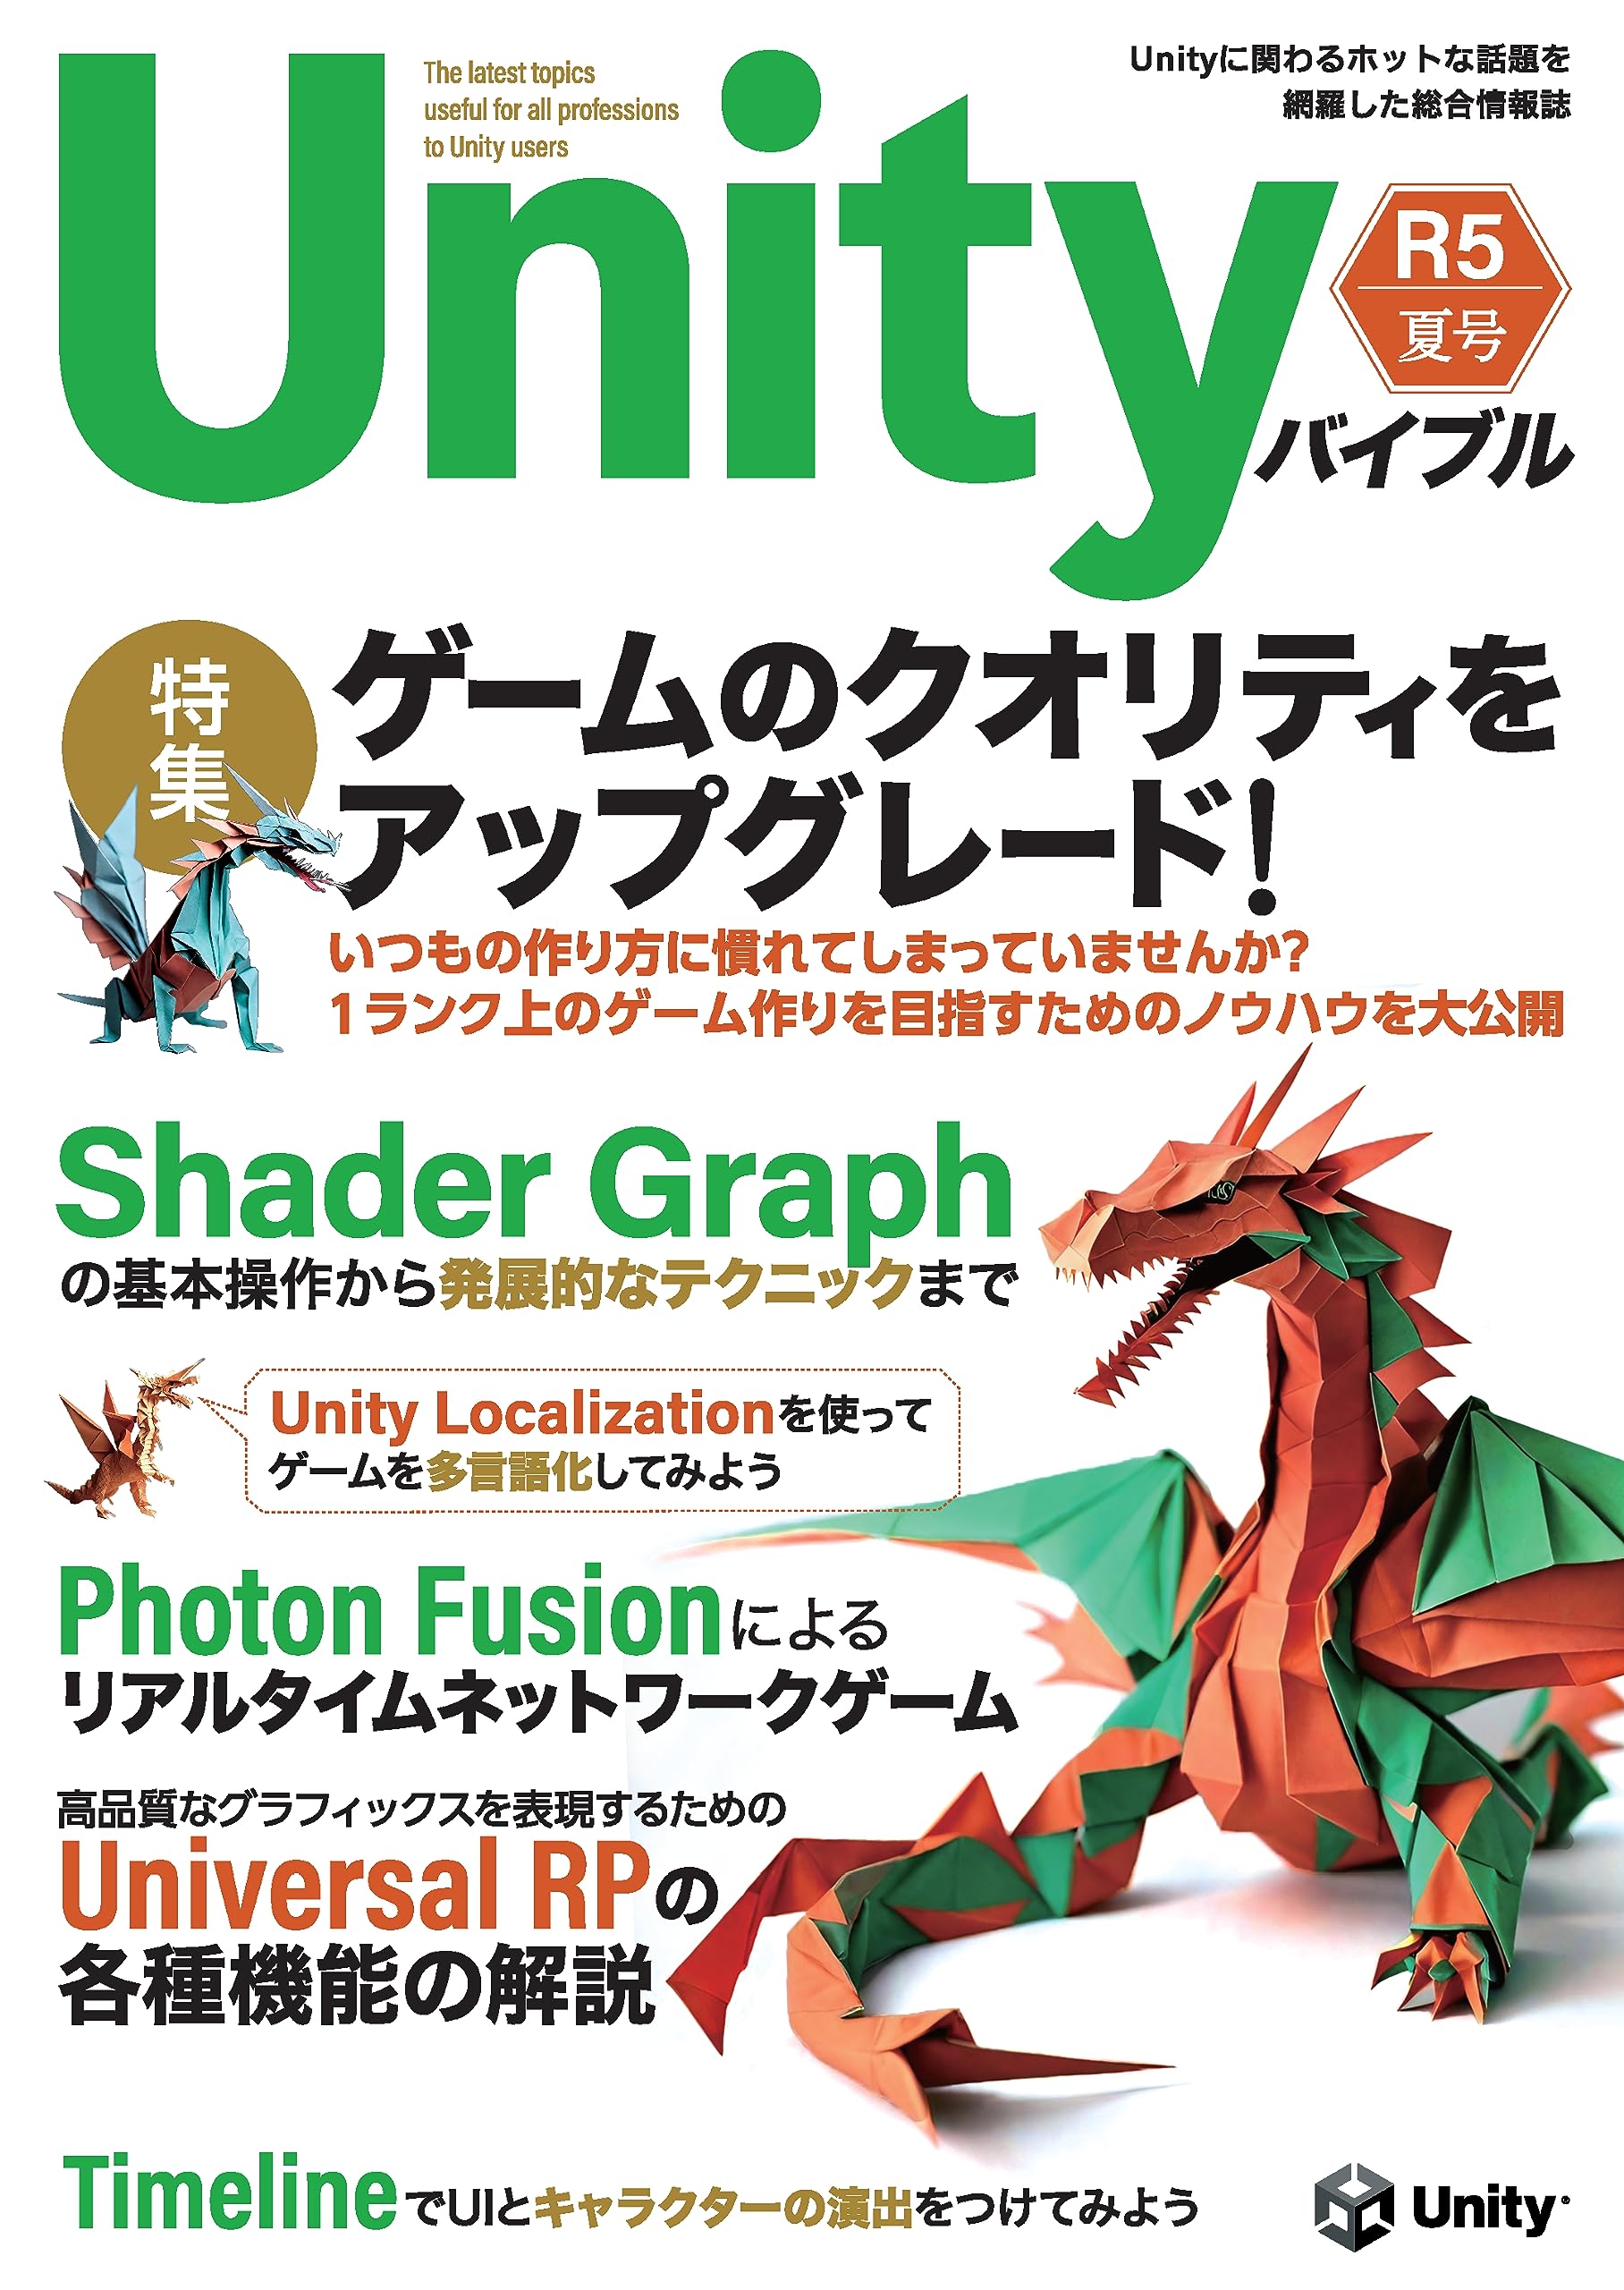 The latest topics
useful for all professions
to Unity users
Unityに関わるホットな話題を
網羅した総合情報誌
Unity
R5
夏号
バイブル
特集
ゲームのクオリティを
アップグレード!
いつもの作り方に慣れてしまっていませんか?
1ランク上のゲーム作りを目指すためのノウハウを大公開
Shader Graph
の基本操作から発展的なテクニックまで
Unity Localizationを使って
ゲームを多言語化してみよう
Photon Fusionによる
リアルタイムネットワークゲーム
高品質なグラフィックスを表現するための
Universal RPの
各種機能の解説
TimelineでUIとキャラクターの演出をつけてみよう
Unity®